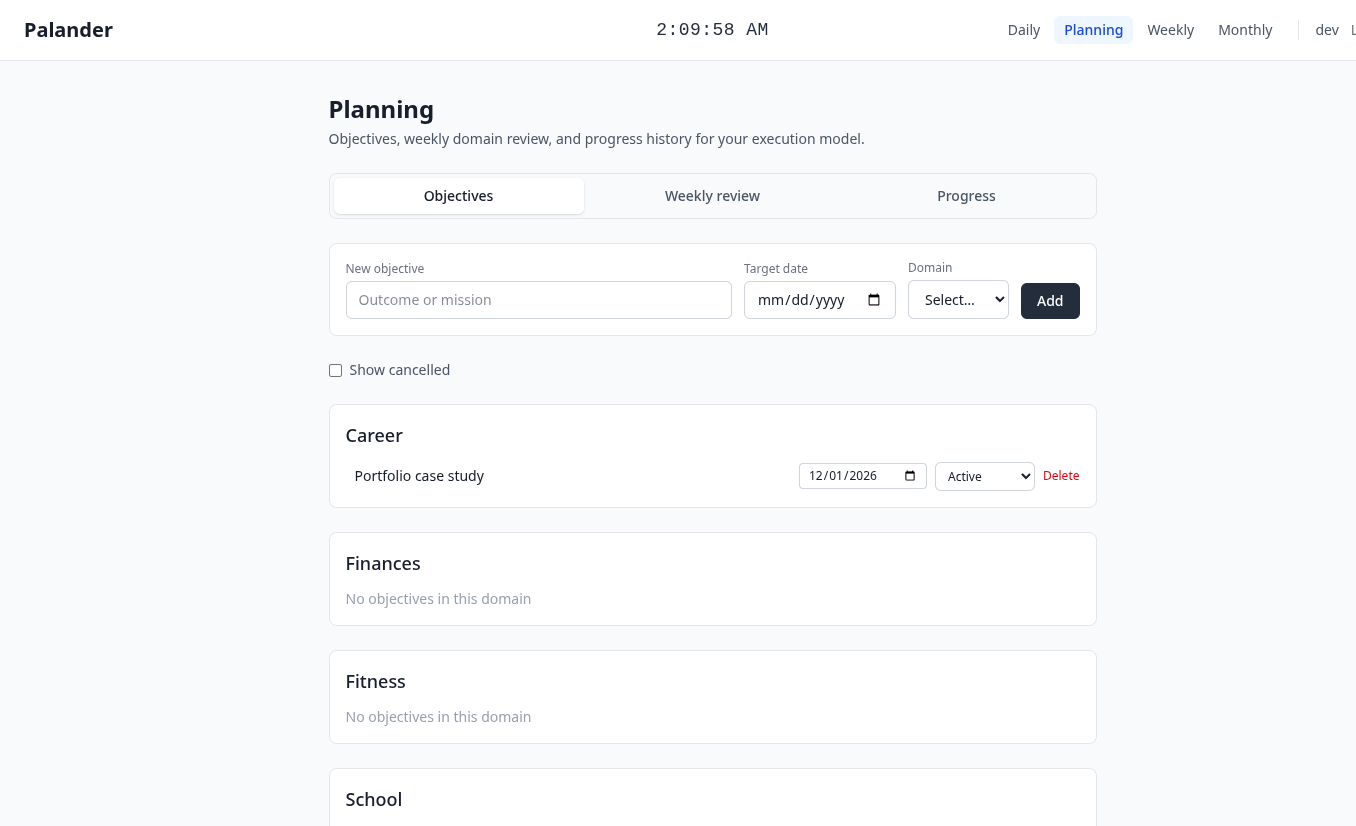 Palander
2:09:58 AM
Daily Planning Weekly Monthly dev
Planning
Objectives, weekly domain review, and progress history for your execution model.
Objectives Weekly review Progress
New objective Target date Domain
Outcome or mission mm/dd/yyyy Select... Add
Show cancelled
Career
Portfolio case study 12/01/2026 Active Delete
Finances
No objectives in this domain
Fitness
No objectives in this domain
School